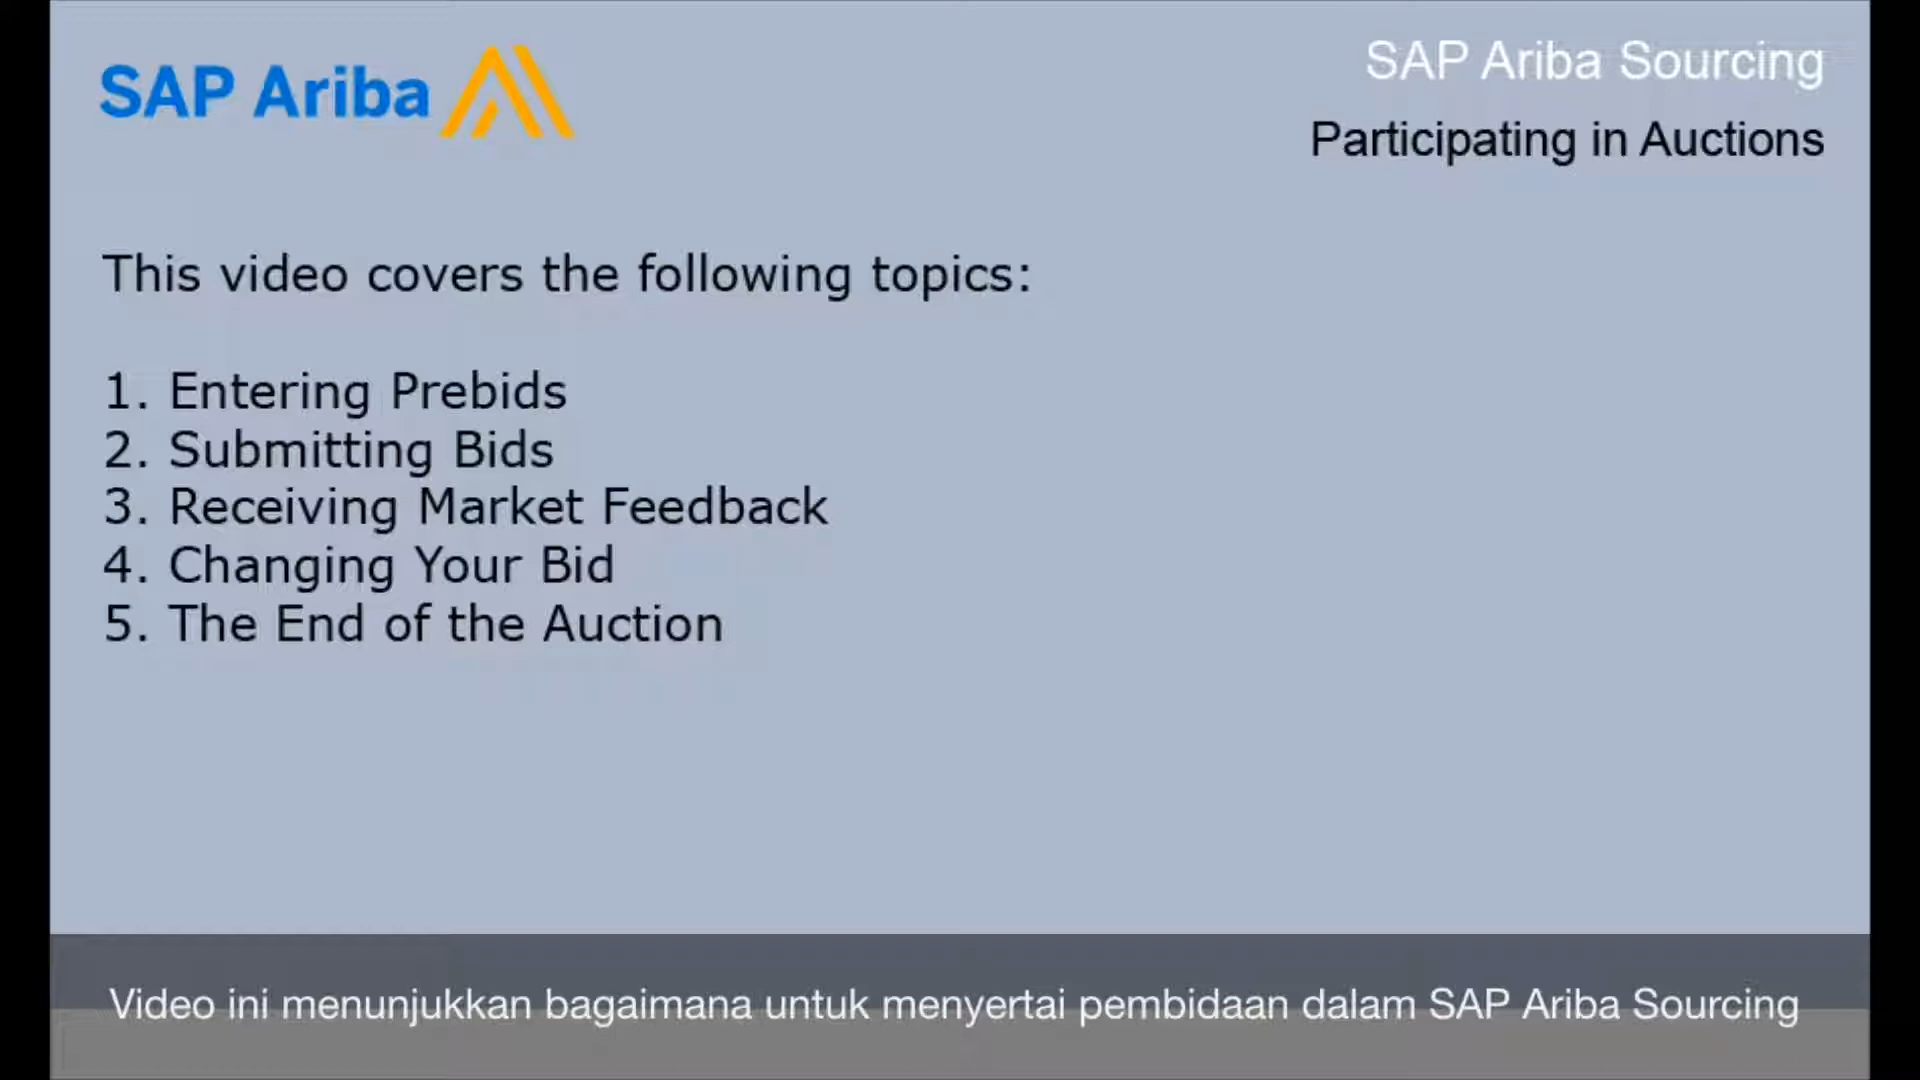 SAP Ariba
SAP Ariba Sourcing
Participating in Auctions
This video covers the following topics:
1. Entering Prebids
2. Submitting Bids
3. Receiving Market Feedback
4. Changing Your Bid
5. The End of the Auction
Video ini menunjukkan bagaimana untuk menyertai pembidaan dalam SAP Ariba Sourcing